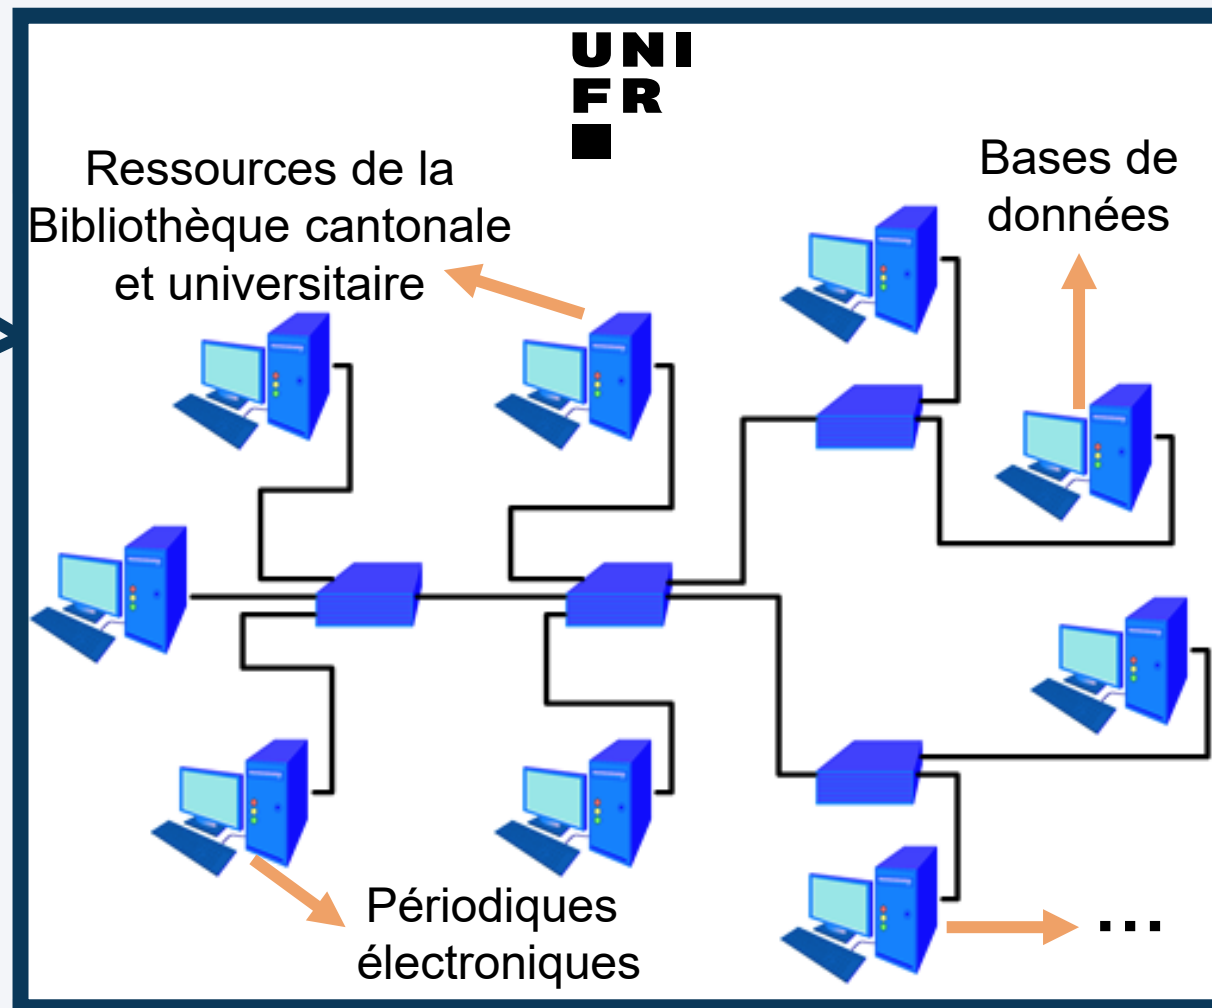 UNI
FR
Ressources de la
Bibliothèque cantonale
et universitaire
Bases de
données
Périodiques
électroniques
...